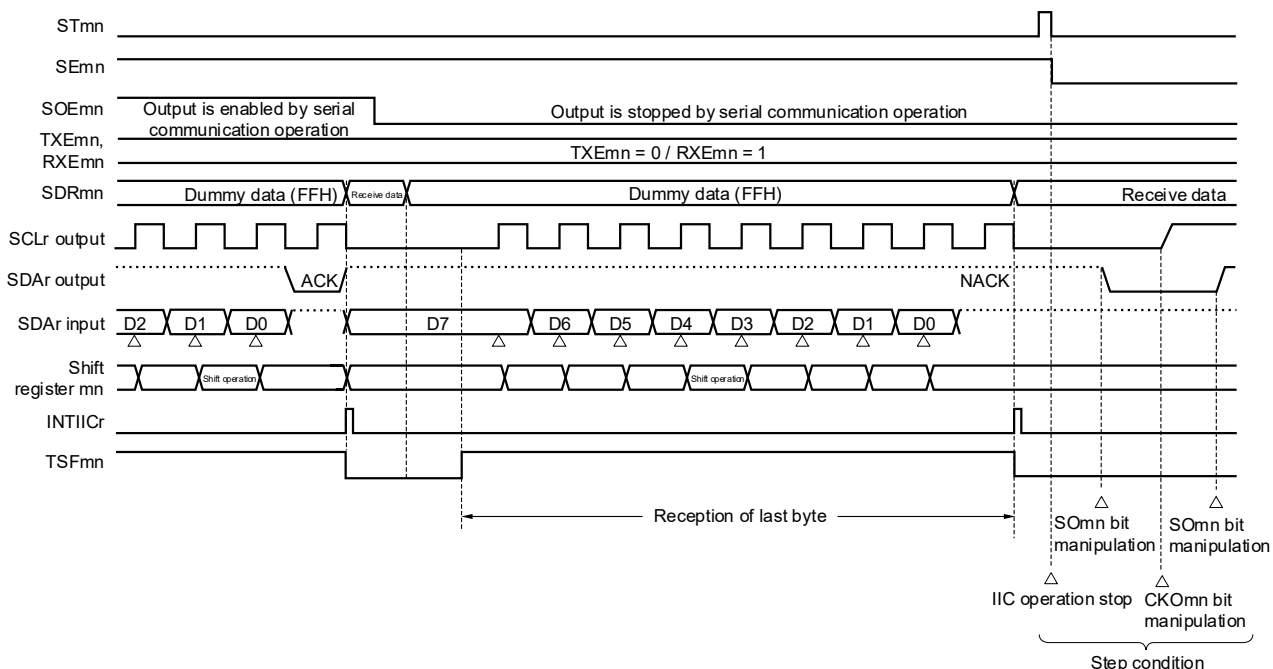 STmn
SEmn
SOEmn
Output is enabled by serial
communication operation
Output is stopped by serial communication operation
TXEmn,
RXEmn
TXEmn = 0 / RXEmn = 1
SDRmn
Dummy data (FFH)
Receive data
Dummy data (FFH)
Receive data
SCLr output
SDAr output
ACK
NACK
SDAr input
D2
D1
D0
D7
D6
D5
D4
D3
D2
D1
D0
Shift
register mn
Shift operation
Shift operation
INTIICr
TSFmn
Reception of last byte
SOmn bit
manipulation
SOmn bit
manipulation
IIC operation stop
CKOmn bit
manipulation
Step condition